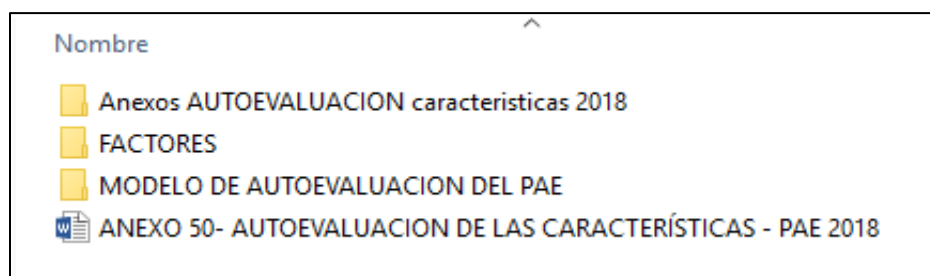 Nombre
Anexos AUTOEVALUACION caracteristicas 2018
FACTORES
MODELO DE AUTOEVALUACION DEL PAE
ANEXO 50- AUTOEVALUACION DE LAS CARACTERÍSTICAS - PAE 2018